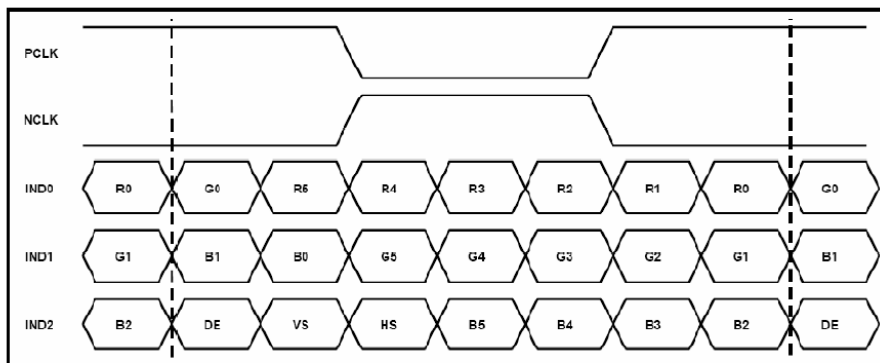 PCLK
NCLK
IND0 R0 G0 R5 R4 R3 R2 R1 R0 G0
IND1 G1 B1 B0 G5 G4 G3 G2 G1 B1
IND2 B2 DE VS HS B5 B4 B3 B2 DE